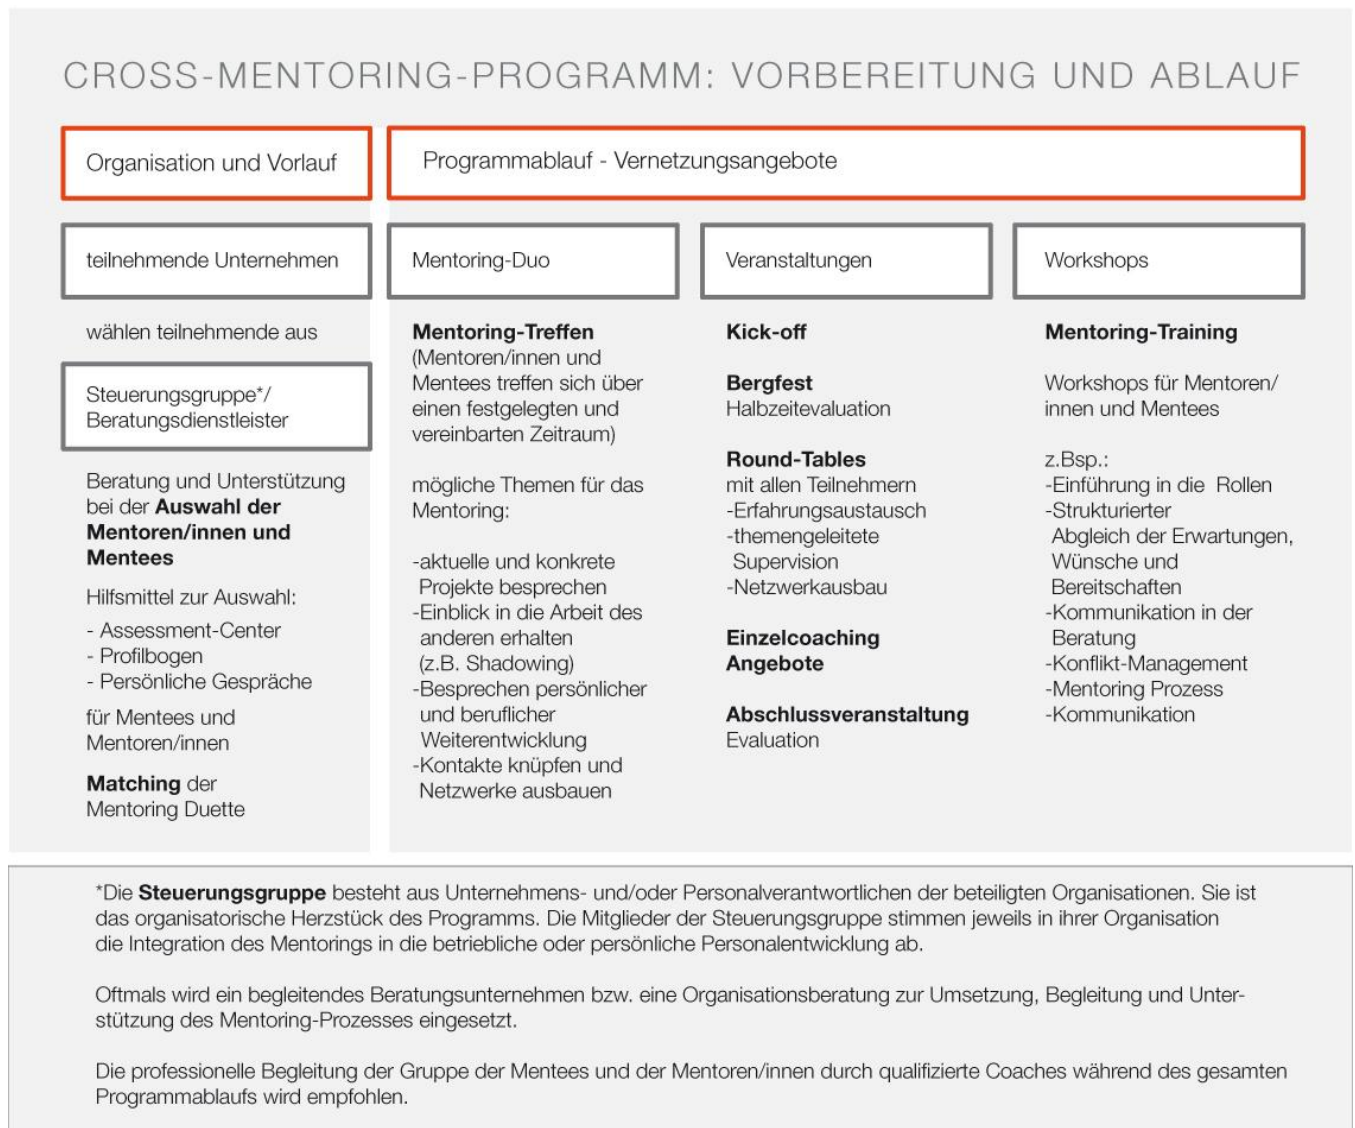 CROSS-MENTORING-PROGRAMM: VORBEREITUNG UND ABLAUF
Organisation und Vorlauf
teilnehmende Unternehmen
wählen teilnehmende aus
Steuerungsgruppe*/
Beratungsdienstleister
Beratung und Unterstützung
bei der Auswahl der
Mentoren/innen und
Mentees
Hilfsmittel zur Auswahl:
- Assessment-Center
- Profilbogen
- Persönliche Gespräche
für Mentees und
Mentoren/innen
Matching der
Mentoring Duette
Programmablauf - Vernetzungsangebote
Mentoring-Duo
Mentoring-Treffen
(Mentoren/innen und
Mentees treffen sich über
einen festgelegten und
vereinbarten Zeitraum)
mögliche Themen für das
Mentoring:
-aktuelle und konkrete
Projekte besprechen
-Einblick in die Arbeit des
anderen erhalten
(z.B. Shadowing)
-Besprechen persönlicher
und beruflicher
Weiterentwicklung
-Kontakte knüpfen und
Netzwerke ausbauen
Veranstaltungen
Kick-off
Bergfest
Halbzeitevaluation
Round-Tables
mit allen Teilnehmern
-Erfahrungsaustausch
-themengeleitete
Supervision
-Netzwerkausbau
Einzelcoaching
Angebote
Abschlussveranstaltung
Evaluation
Workshops
Mentoring-Training
Workshops für Mentoren/
innen und Mentees
z.Bsp.:
-Einführung in die Rollen
-Strukturierter
Abgleich der Erwartungen,
Wünsche und
Bereitschaften
-Kommunikation in der
Beratung
-Konflikt-Management
-Mentoring Prozess
-Kommunikation
*Die Steuerungsgruppe besteht aus Unternehmens- und/oder Personalverantwortlichen der beteiligten Organisationen. Sie ist
das organisatorische Herzstück des Programms. Die Mitglieder der Steuerungsgruppe stimmen jeweils in ihrer Organisation
die Integration des Mentorings in die betriebliche oder persönliche Personalentwicklung ab.
Oftmals wird ein begleitendes Beratungsunternehmen bzw. eine Organisationsberatung zur Umsetzung, Begleitung und Unter-
stützung des Mentoring-Prozesses eingesetzt.
Die professionelle Begleitung der Gruppe der Mentees und der Mentoren/innen durch qualifizierte Coaches während des gesamten
Programmablaufs wird empfohlen.